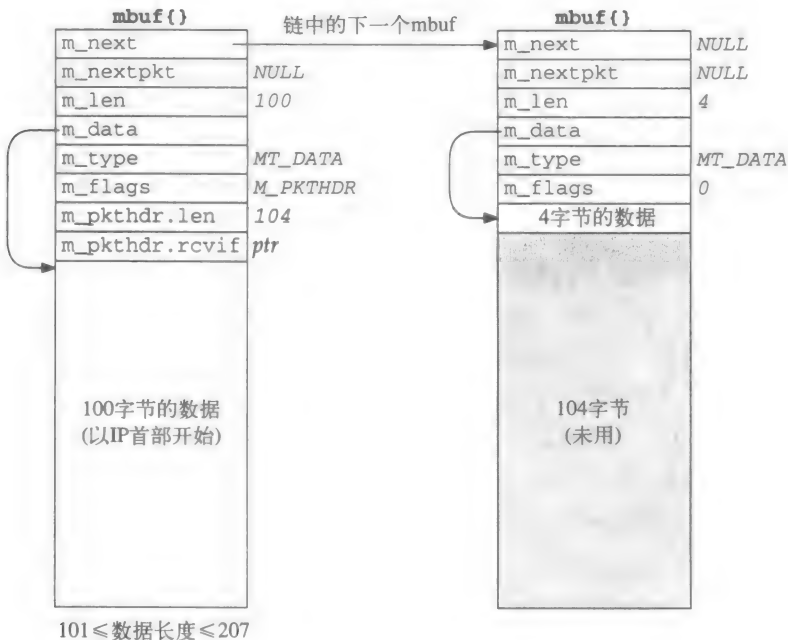 mbuf{}
链中的下一个mbuf
mbuf{}
m_next
m_nextpkt NULL
m_len 100
m_data
m_type MT_DATA
m_flags M_PKTHDR
m_pkthdr.len 104
m_pkthdr.rcvif ptr
100字节的数据
(以IP首部开始)
101≤数据长度≤207
m_next NULL
m_nextpkt NULL
m_len 4
m_data
m_type MT_DATA
m_flags 0
4字节的数据
104字节
(未用)